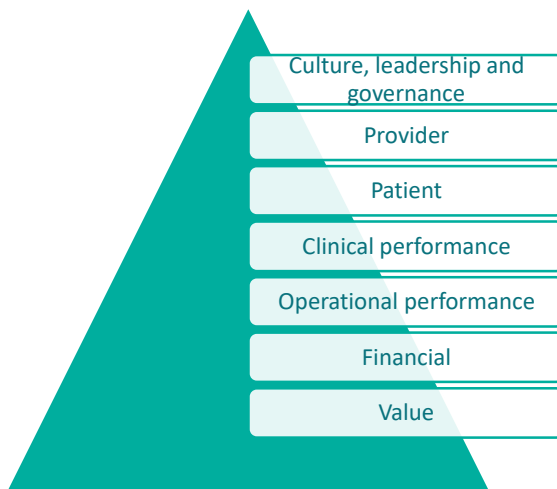 Culture, leadership and
governance
Provider
Patient
Clinical performance
Operational performance
Financial
Value